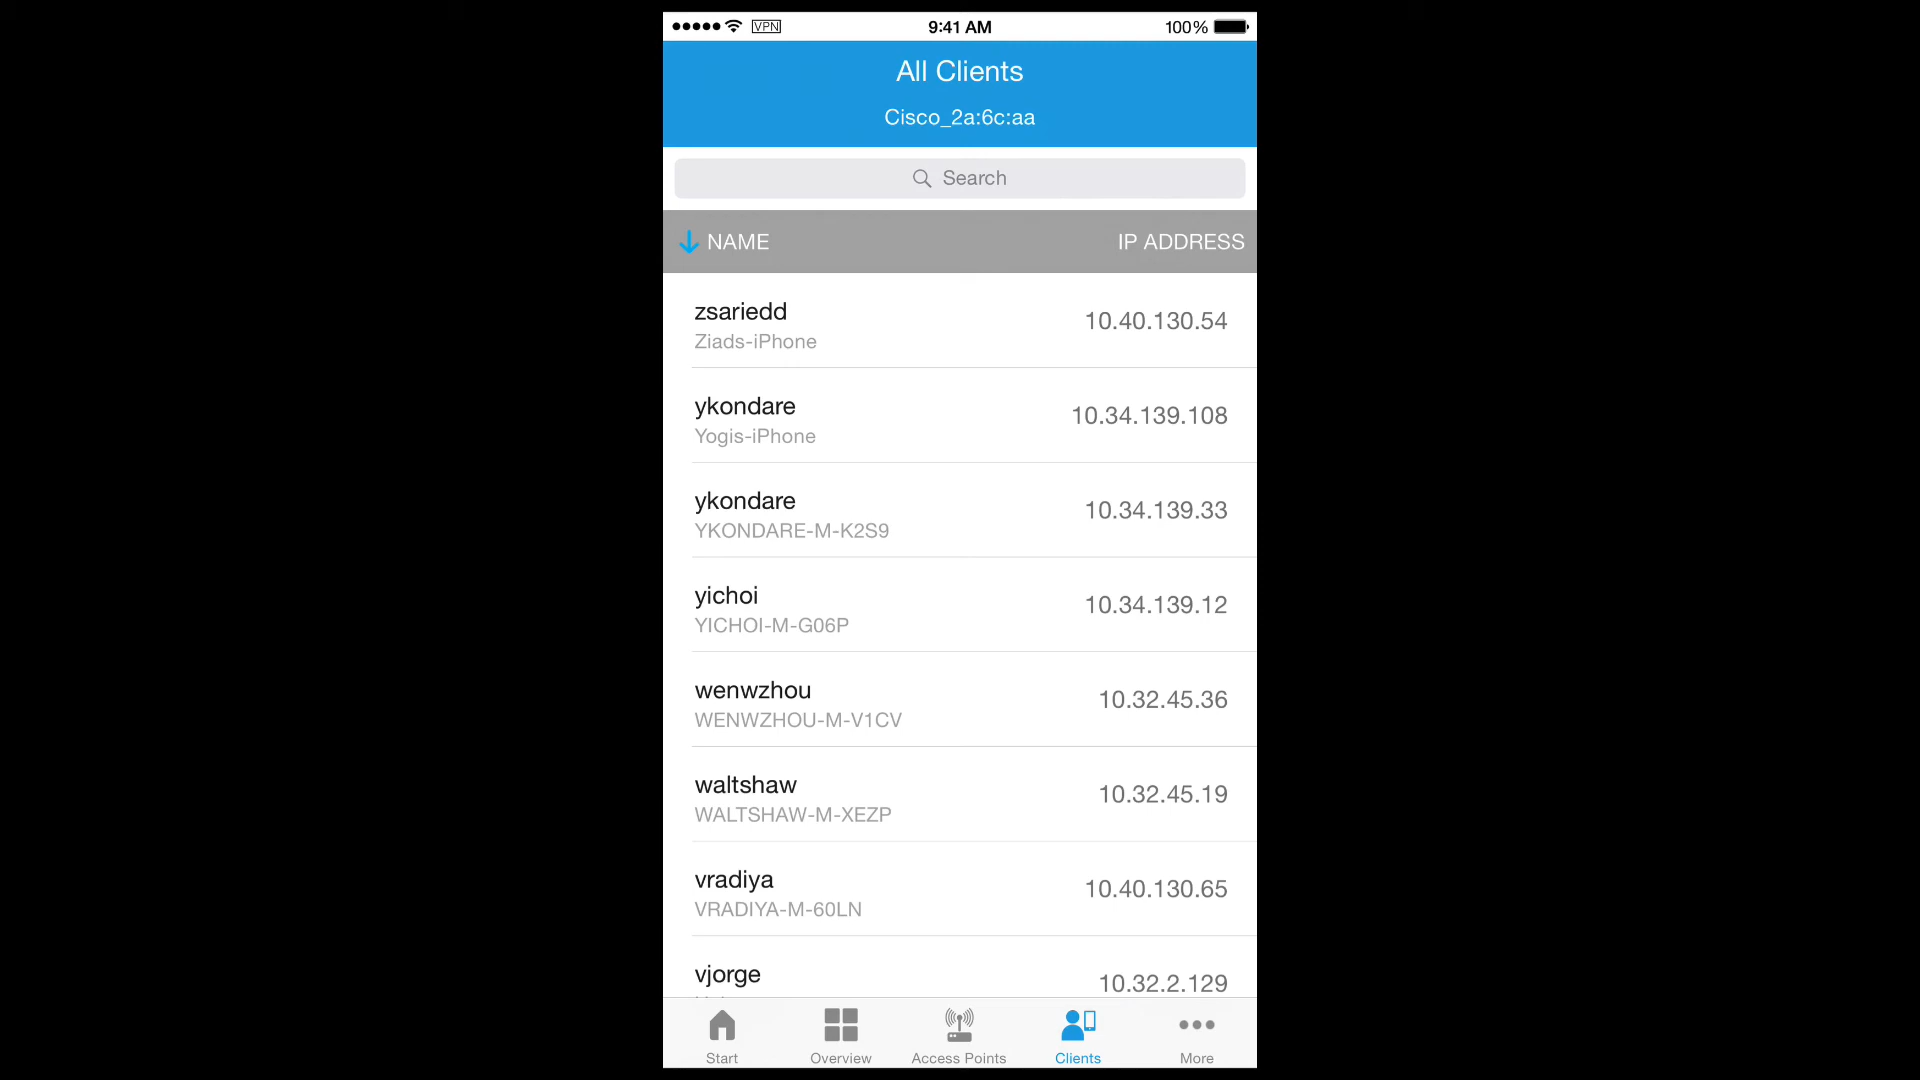 VPN 9:41 AM 100%
All Clients
Cisco_2a:6c:aa
Search
NAME IP ADDRESS
zsariedd 10.40.130.54
Ziads-iPhone
ykondare 10.34.139.108
Yogis-iPhone
ykondare 10.34.139.33
YKONDARE-M-K2S9
yichoi 10.34.139.12
YICHOI-M-G06P
wenwzhou 10.32.45.36
WENWZHOU-M-V1CV
waltshaw 10.32.45.19
WALTSHAW-M-XEZP
vradiya 10.40.130.65
VRADIYA-M-60LN
vjorge 10.32.2.129
Start Overview Access Points Clients More